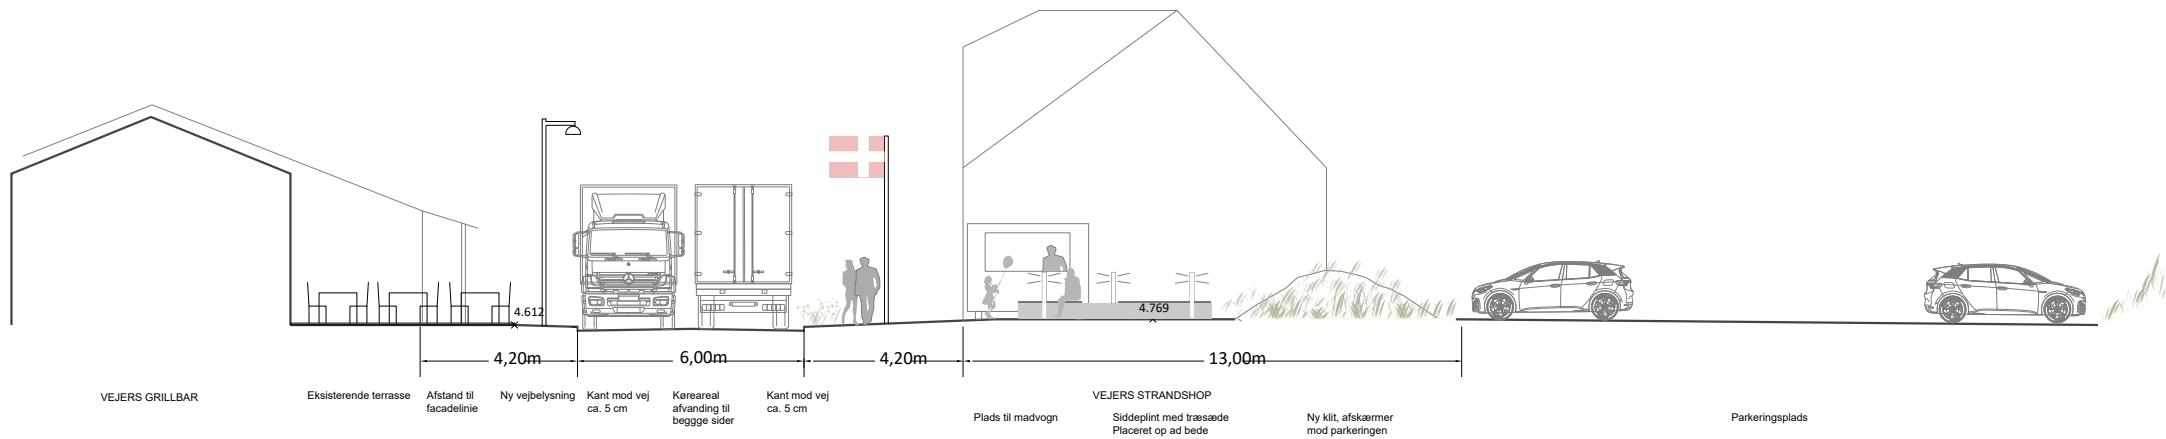 4.612
4.769
4,20m
6,00m
4,20m
13,00m
VEJERS GRILLBAR
Eksisterende terrasse
Afstand til
facadelinie
Ny vejbelysning
Kant mod vej
ca. 5 cm
Køreareal
afvanding til
beggge sider
Kant mod vej
ca. 5 cm
VEJERS STRANDSHOP
Plads til madvogn
Siddeplint med træsæde
Placeret op ad bede
Ny klit, afskærmer
mod parkeringen
Parkeringsplads